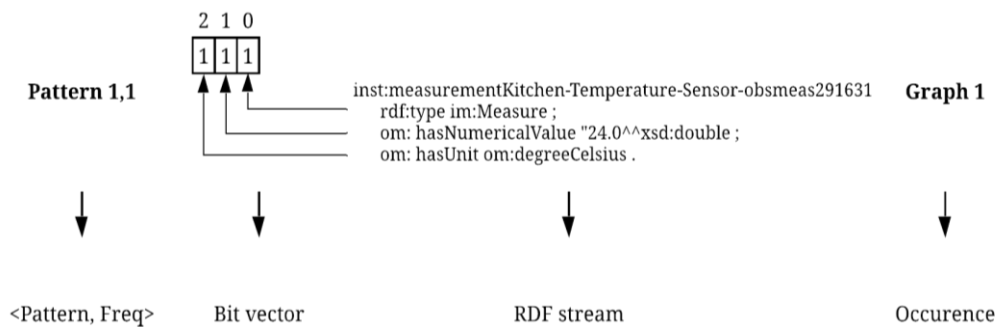 2 1 0
1 1 1
Pattern 1,1
inst:measurementKitchen-Temperature-Sensor-obsmeas291631
Graph 1
rdf:type im:Measure ;
om: hasNumericalValue "24.0^^xsd:double ;
om: hasUnit om:degreeCelsius .
<Pattern, Freq>
Bit vector
RDF stream
Occurence